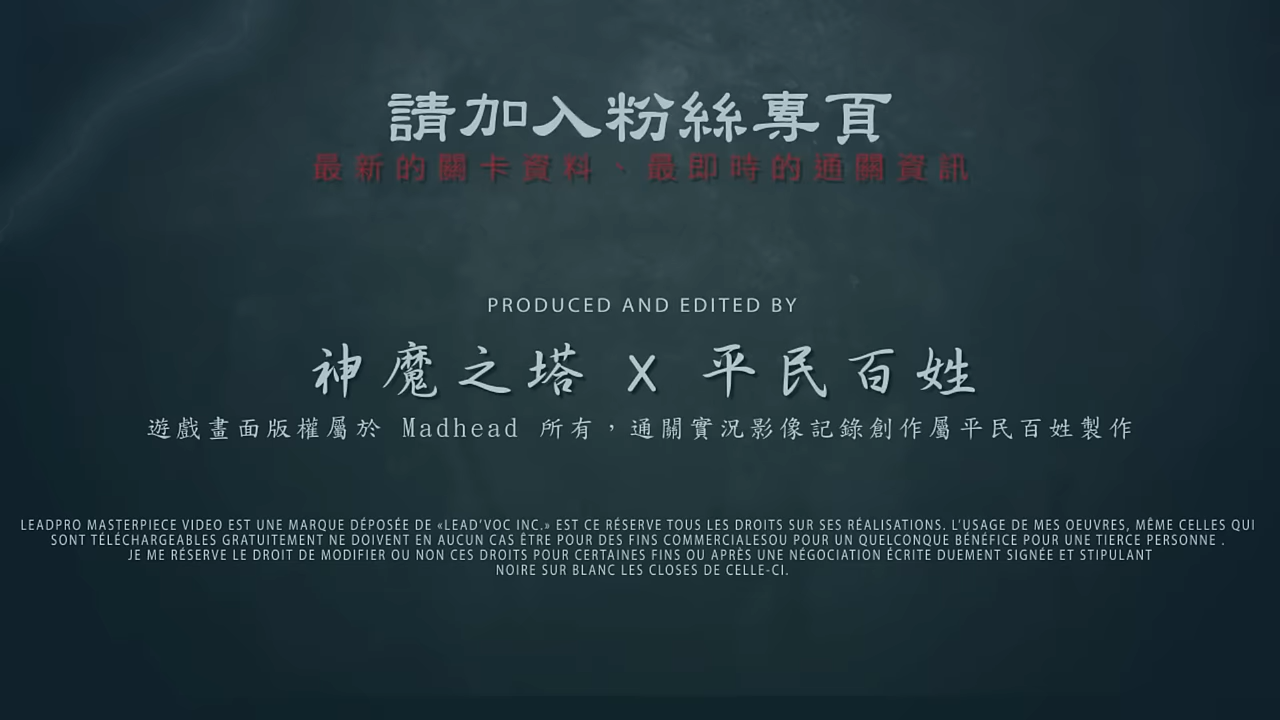 請加入粉絲專頁
最新的關卡資料、最即時的通關資訊
PRODUCED AND EDITED BY
神魔之塔 X 平民百姓
遊戲畫面版權屬於 Madhead 所有，通關實況影像記錄創作屬平民百姓製作
LEADPRO MASTERPIECE VIDEO EST UNE MARQUE DÉPOSÉE DE «LEAD'VOC INC.» EST CE RÉSERVE TOUS LES DROITS SUR SES RÉALISATIONS. L'USAGE DE MES OEUVRES, MÊME CELLES QUI
SONT TÉLÉCHARGEABLES GRATUITEMENT NE DOIVENT EN AUCUN CAS ÊTRE POUR DES FINS COMMERCIALESOU POUR UN QUELCONQUE BÉNÉFICE POUR UNE TIERCE PERSONNE .
JE ME RÉSERVE LE DROIT DE MODIFIER OU NON CES DROITS POUR CERTAINES FINS OU APRÈS UNE NÉGOCIATION ÉCRITE DUEMENT SIGNÉE ET STIPULANT
NOIRE SUR BLANC LES CLOSES DE CELLE-CI.